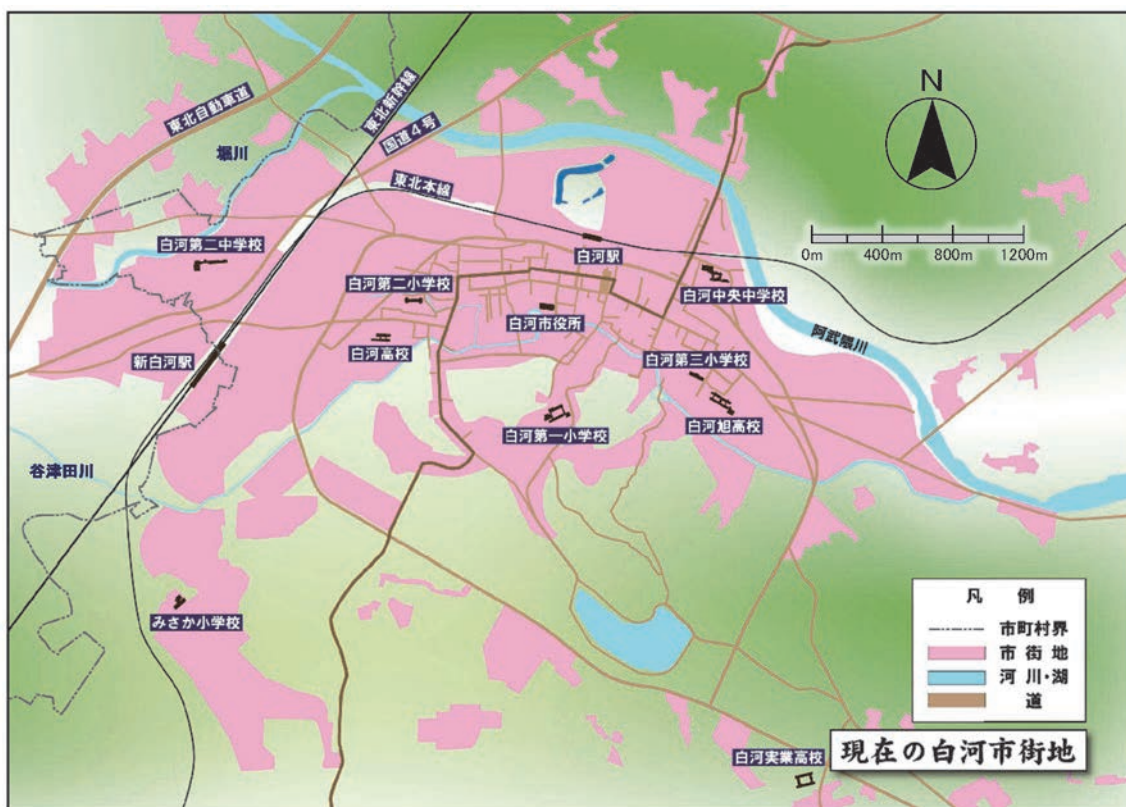 東北自動車道
堀川
東北新幹線
国道4号
東北本線
N
0m 400m 800m 1200m
白河第二中学校
白河駅
白河第二小学校
白河中央中学校
白河市役所
白河高校
阿武隈川
新白河駅
白河第三小学校
白河第一小学校
白河旭高校
谷津田川
みさか小学校
凡 例
市町村界
市街地
河川・湖
道
白河実業高校
現在の白河市街地